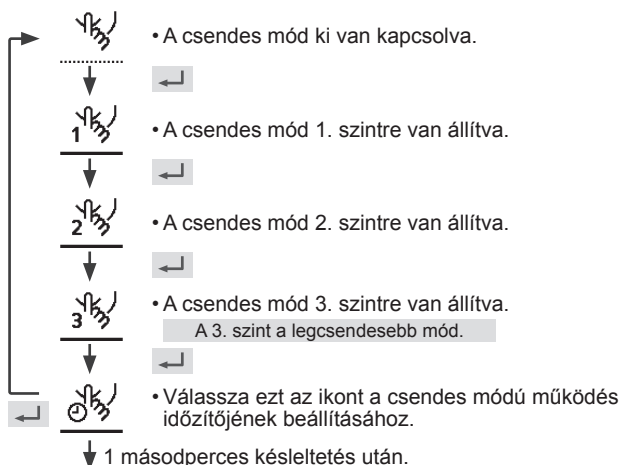 • A csendes mód ki van kapcsolva.
1
• A csendes mód 1. szintre van állítva.
2
• A csendes mód 2. szintre van állítva.
3
• A csendes mód 3. szintre van állítva.
A 3. szint a legcsendesebb mód.
• Válassza ezt az ikont a csendes módú működés
időzítőjének beállításához.
1 másodperces késleltetés után.